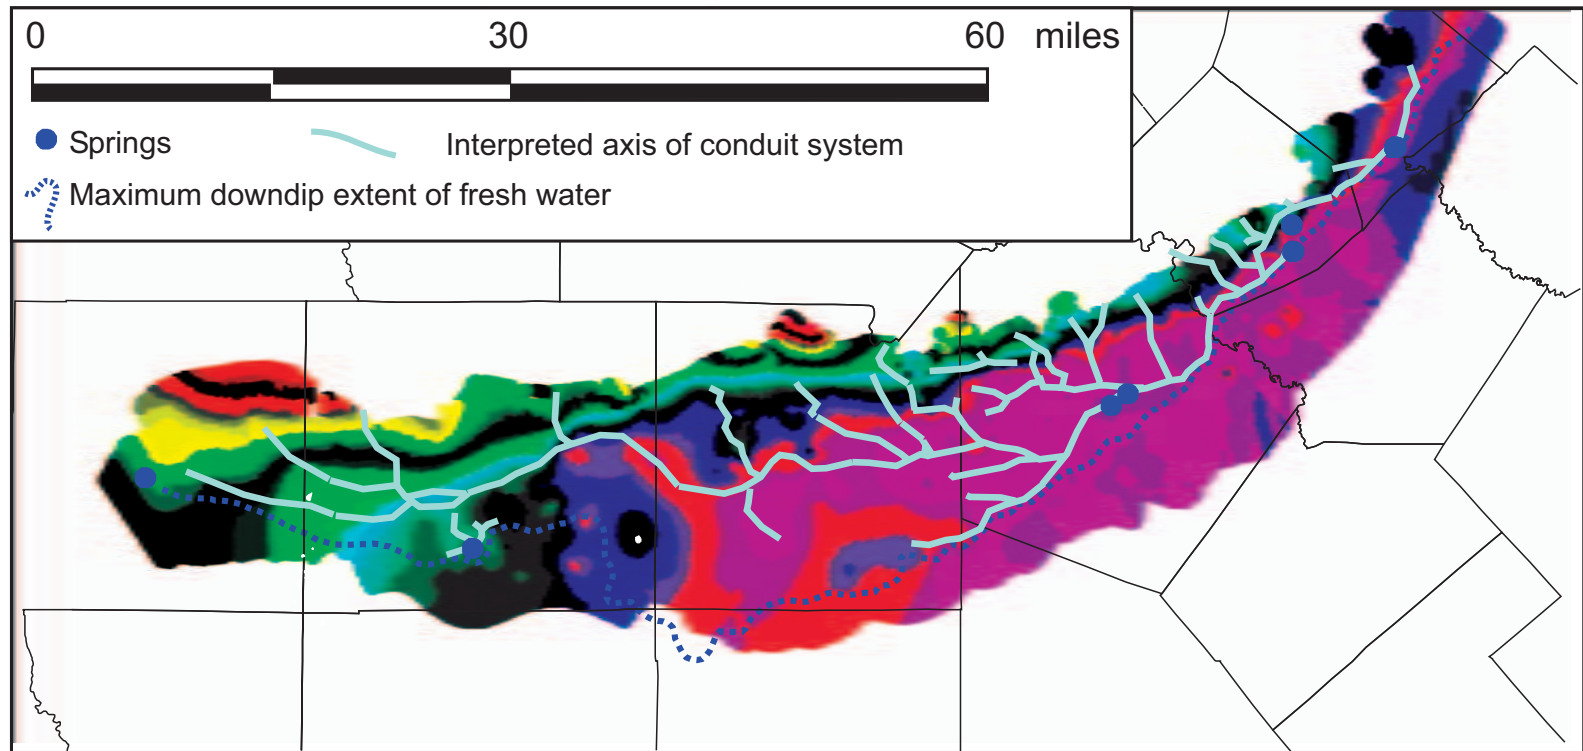 0 30 60 miles
Springs Interpreted axis of conduit system
Maximum downdip extent of fresh water